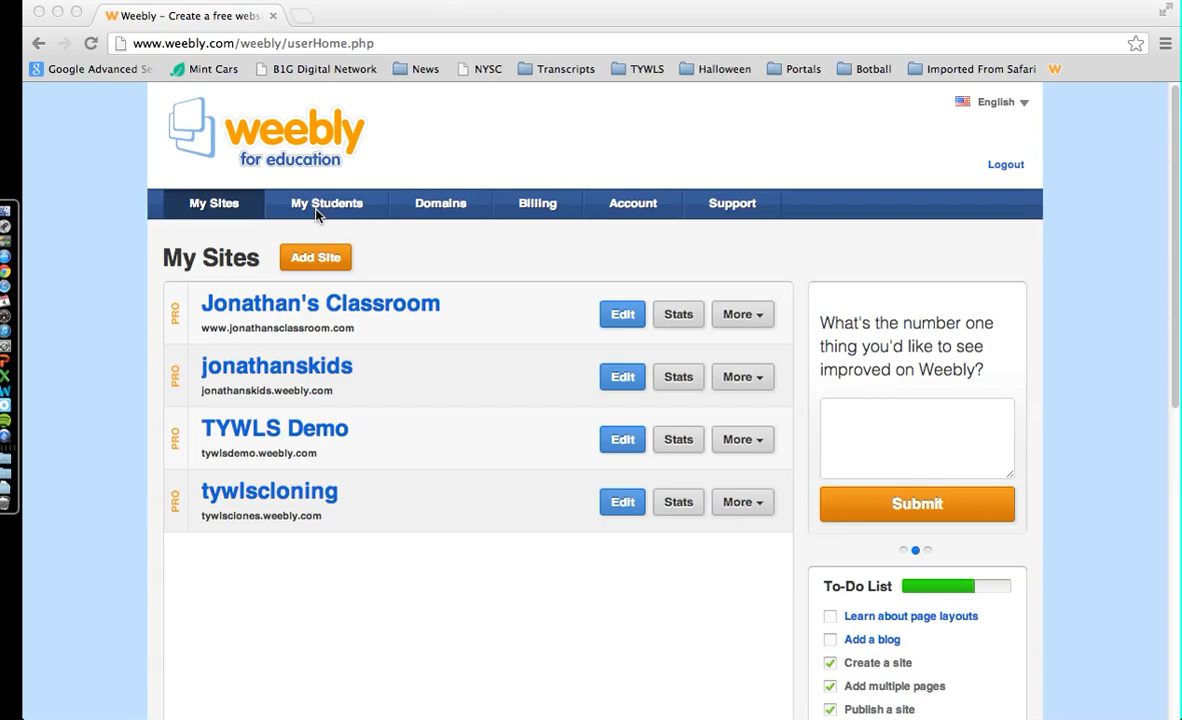 Weebly - Create a free webs
www.weebly.com/weebly/userHome.php
Google Advanced Se Mint Cars B1G Digital Network News NYSC Transcripts TYWLS Halloween Portals Botball Imported From Safari
weebly
for education
English
Logout
My Sites My Students Domains Billing Account Support
My Sites Add Site
PRO Jonathan's Classroom Edit Stats More
www.jonathansclassroom.com
PRO jonathanskids Edit Stats More
jonathanskids.weebly.com
PRO TYWLS Demo Edit Stats More
tywlsdemo.weebly.com
PRO tywlscloning Edit Stats More
tywlsclones.weebly.com
What's the number one
thing you'd like to see
improved on Weebly?
Submit
To-Do List
Learn about page layouts
Add a blog
Create a site
Add multiple pages
Publish a site